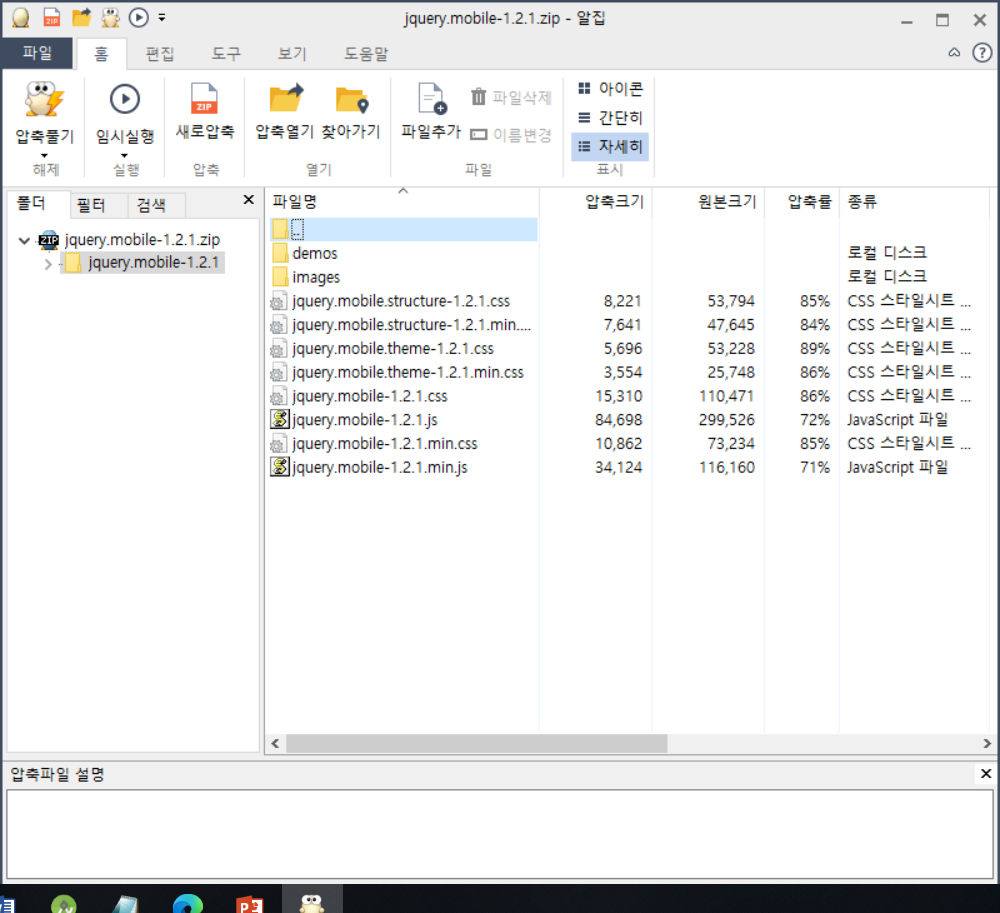 jquery.mobile-1.2.1.zip - 알집
파일 홈 편집 도구 보기 도움말
압축풀기 임시실행 새로압축 압축열기 찾아가기 파일추가 파일삭제 이름변경 아이콘 간단히 자세히
해제 실행 압축 열기 파일 표시
폴더 필터 검색
jquery.mobile-1.2.1.zip
jquery.mobile-1.2.1
파일명 압축크기 원본크기 압축률 종류
..
demos 로컬 디스크
images 로컬 디스크
jquery.mobile.structure-1.2.1.css 8,221 53,794 85% CSS 스타일시트 ...
jquery.mobile.structure-1.2.1.min.... 7,641 47,645 84% CSS 스타일시트 ...
jquery.mobile.theme-1.2.1.css 5,696 53,228 89% CSS 스타일시트 ...
jquery.mobile.theme-1.2.1.min.css 3,554 25,748 86% CSS 스타일시트 ...
jquery.mobile-1.2.1.css 15,310 110,471 86% CSS 스타일시트 ...
jquery.mobile-1.2.1.js 84,698 299,526 72% JavaScript 파일
jquery.mobile-1.2.1.min.css 10,862 73,234 85% CSS 스타일시트 ...
jquery.mobile-1.2.1.min.js 34,124 116,160 71% JavaScript 파일
압축파일 설명